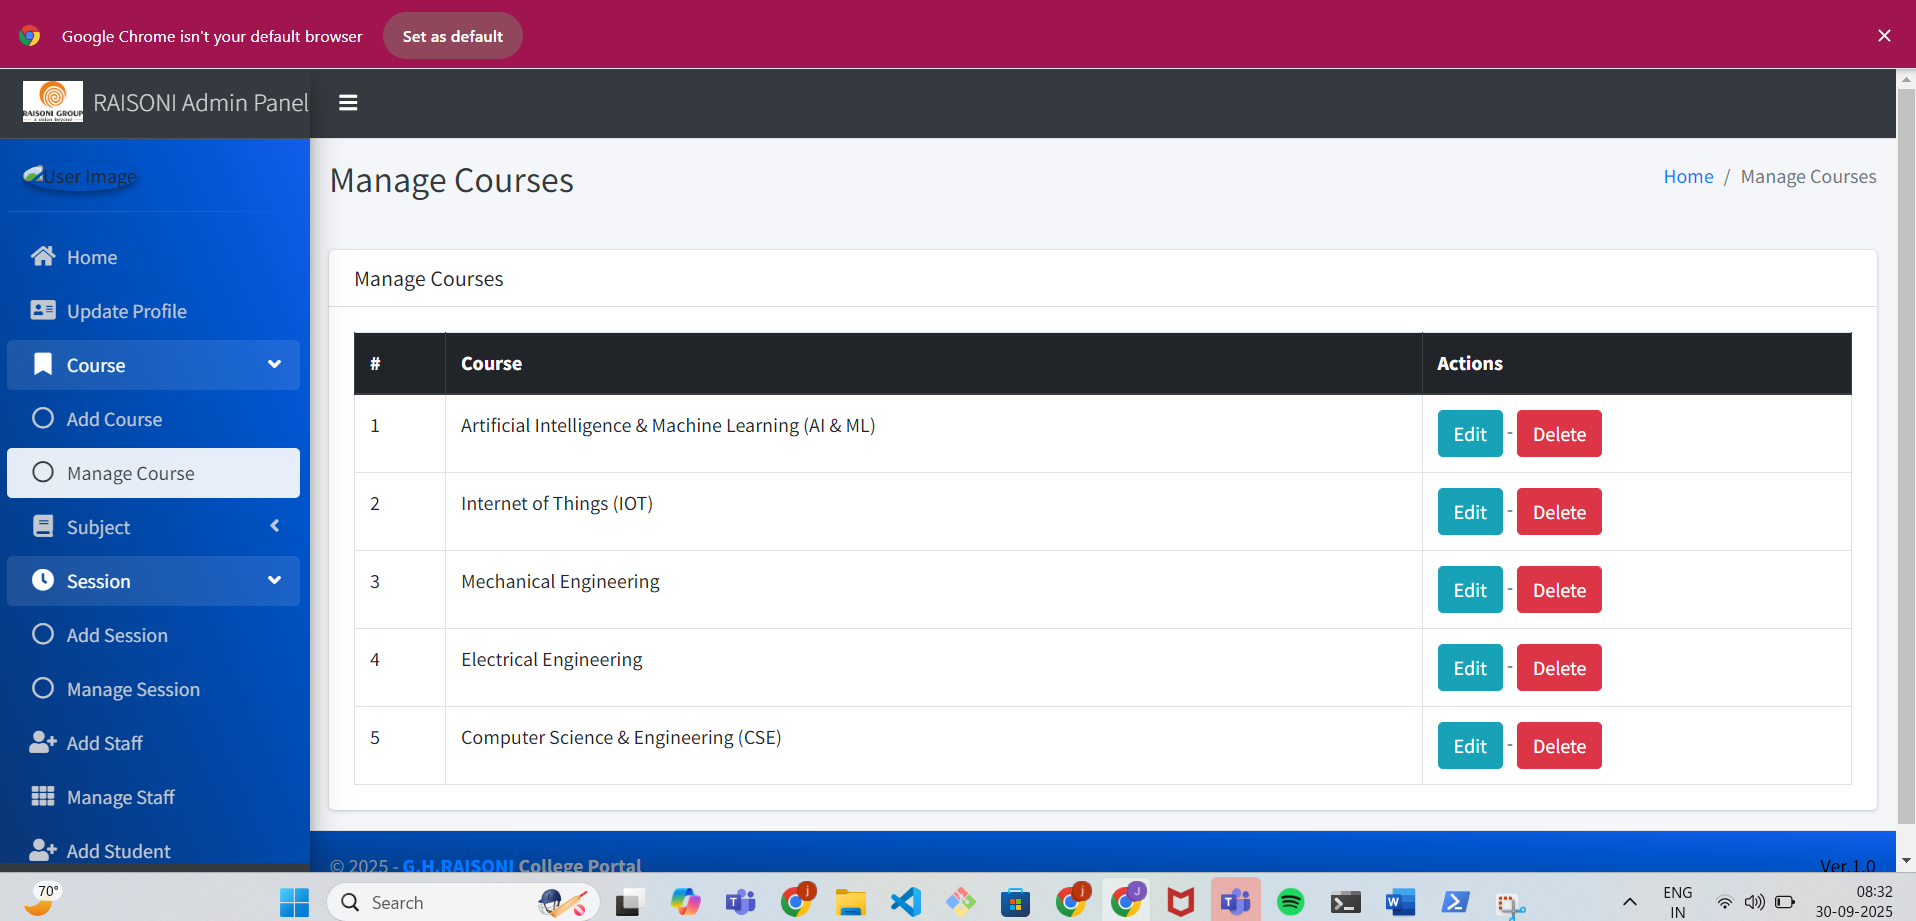 Google Chrome isn't your default browser Set as default
RAISONI GROUP
a vision beyond
RAISONI Admin Panel
User Image
Home
Update Profile
Course
Add Course
Manage Course
Subject
Session
Add Session
Manage Session
Add Staff
Manage Staff
Add Student
Manage Courses
Home / Manage Courses
Manage Courses
# Course Actions
1 Artificial Intelligence & Machine Learning (AI & ML) Edit - Delete
2 Internet of Things (IOT) Edit - Delete
3 Mechanical Engineering Edit - Delete
4 Electrical Engineering Edit - Delete
5 Computer Science & Engineering (CSE) Edit - Delete
© 2025 - G.H.RAISONI College Portal
Ver.1.0
70°
Search
j
j
J
ENG
IN
08:32
30-09-2025